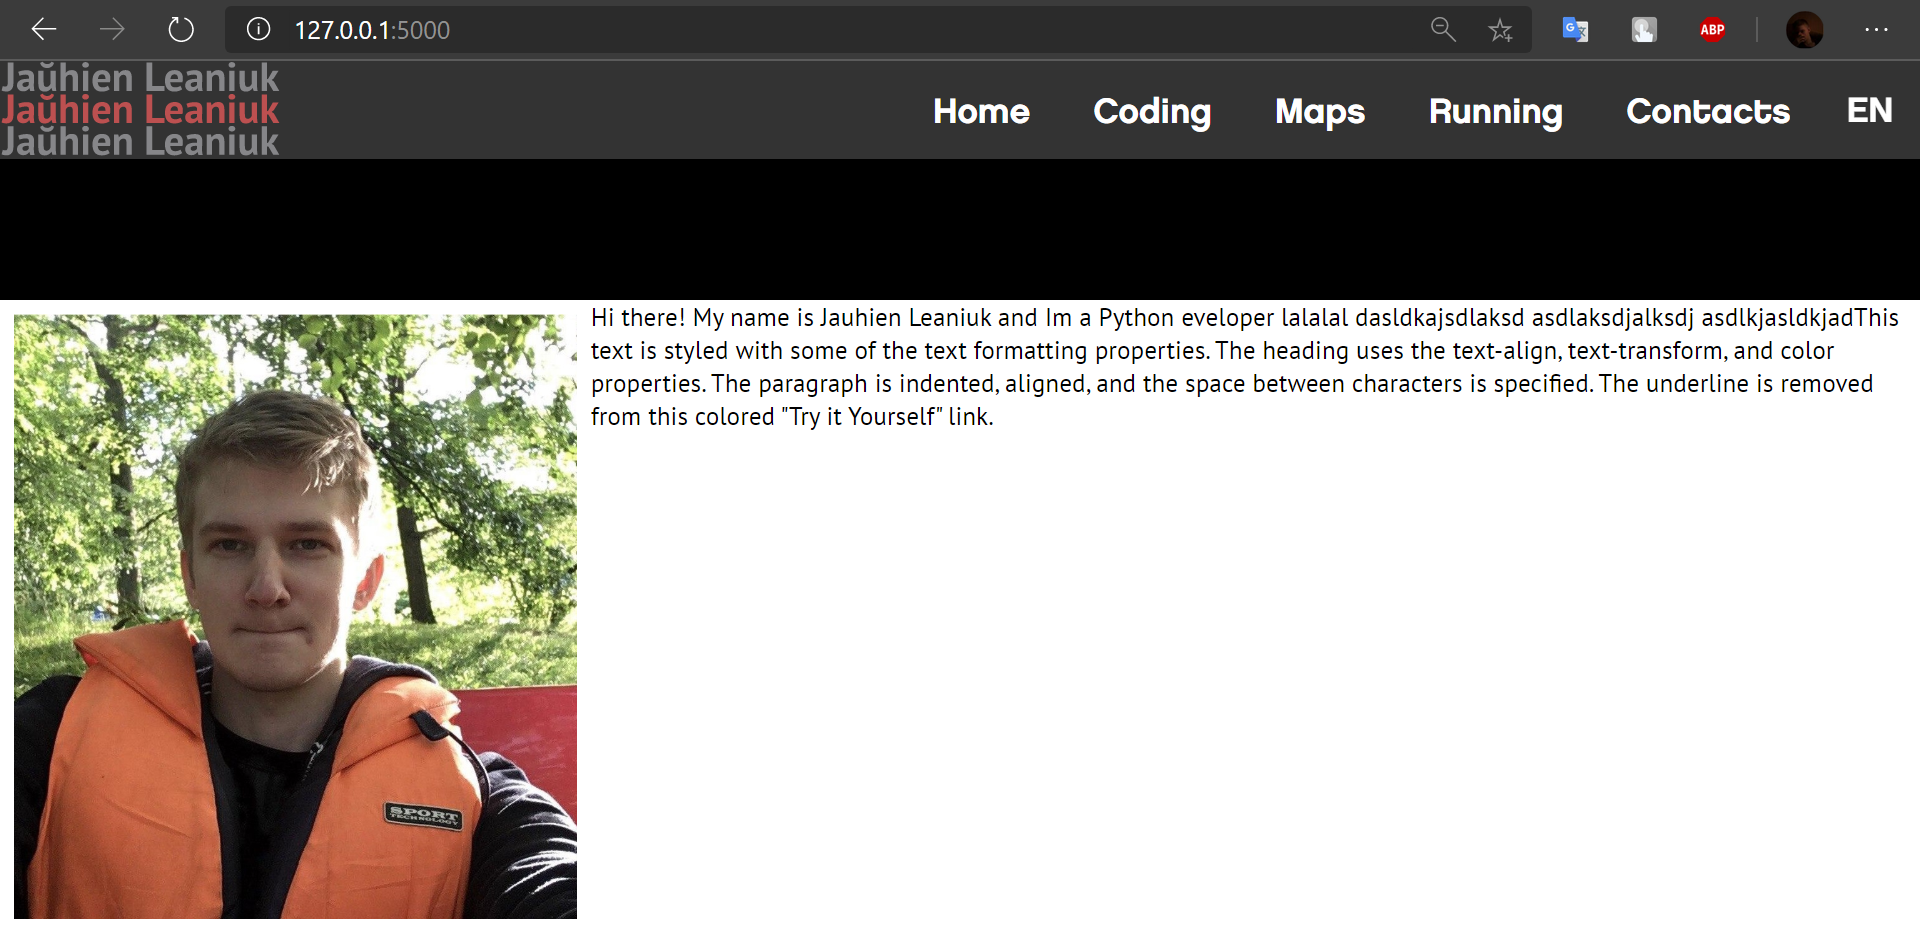 127.0.0.1:5000
ABP
Jaŭhien Leaniuk
Jaŭhien Leaniuk
Jaŭhien Leaniuk
Home Coding Maps Running Contacts EN
Hi there! My name is Jauhien Leaniuk and Im a Python eveloper lalalal dasldkajsdlaksd asdlaksdjalksdj asdlkjasldkjadThis
text is styled with some of the text formatting properties. The heading uses the text-align, text-transform, and color
properties. The paragraph is indented, aligned, and the space between characters is specified. The underline is removed
from this colored "Try it Yourself" link.
SPORT
TECHNOLOGY